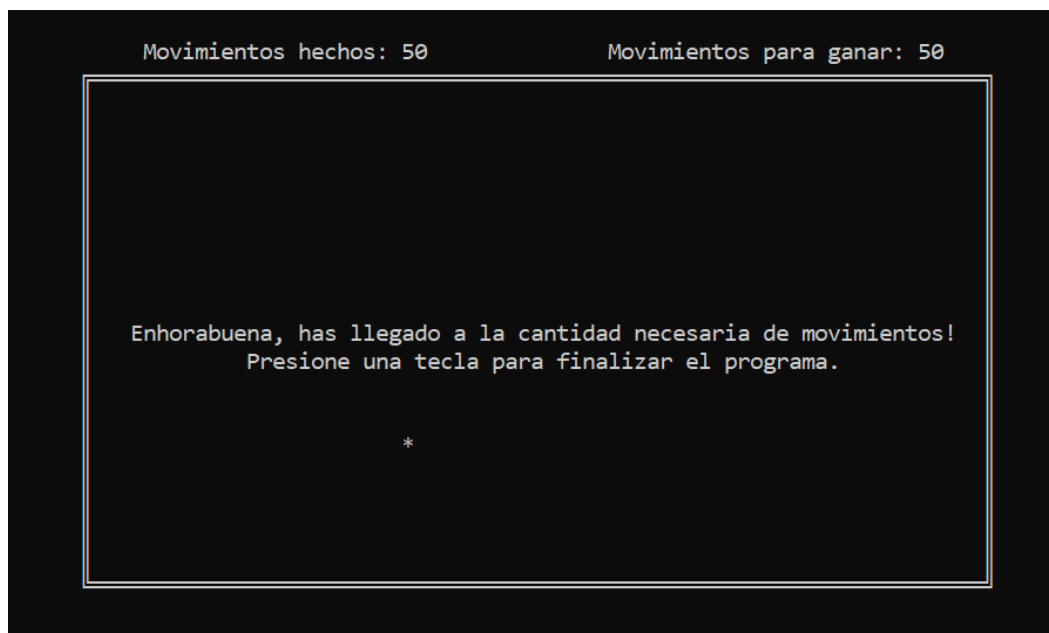 Movimientos hechos: 50 Movimientos para ganar: 50
Enhorabuena, has llegado a la cantidad necesaria de movimientos!
Presione una tecla para finalizar el programa.
*